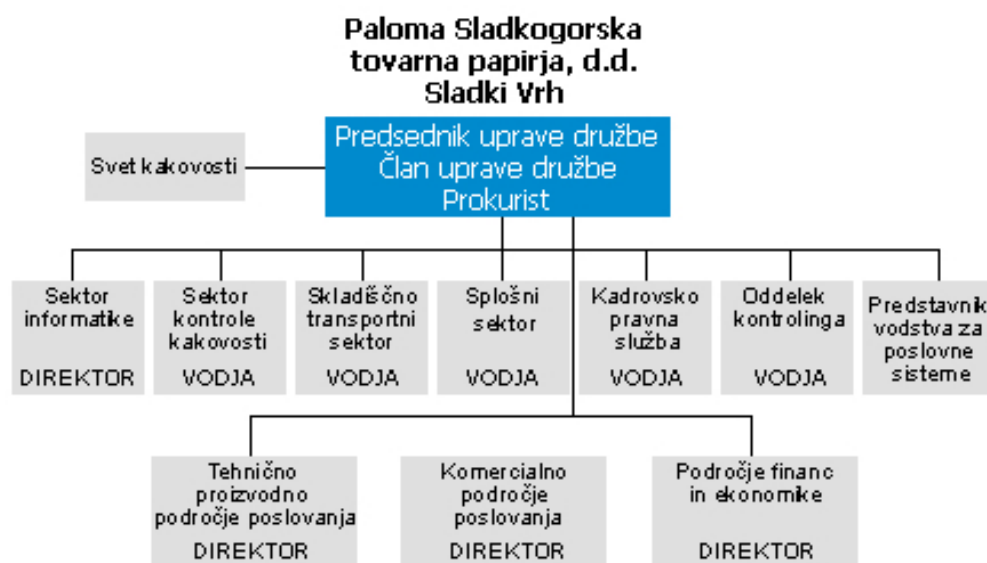 Paloma Sladkogorska
tovarna papirja, d.d.
Sladki Vrh
Predsednik uprave družbe
Član uprave družbe
Prokurist
Svet kakovosti
Sektor
informatike
DIREKTOR
Sektor
kontrole
kakovosti
VODJA
Skladiščno
transportni
sektor
VODJA
Splošni
sektor
VODJA
Kadrovsko
pravna
služba
VODJA
Oddelek
kontrolinga
VODJA
Predstavnik
vodstva za
poslovne
sisteme
Tehnično
proizvodno
področje poslovanja
DIREKTOR
Komercialno
področje
poslovanja
DIREKTOR
Področje financ
in ekonomike
DIREKTOR